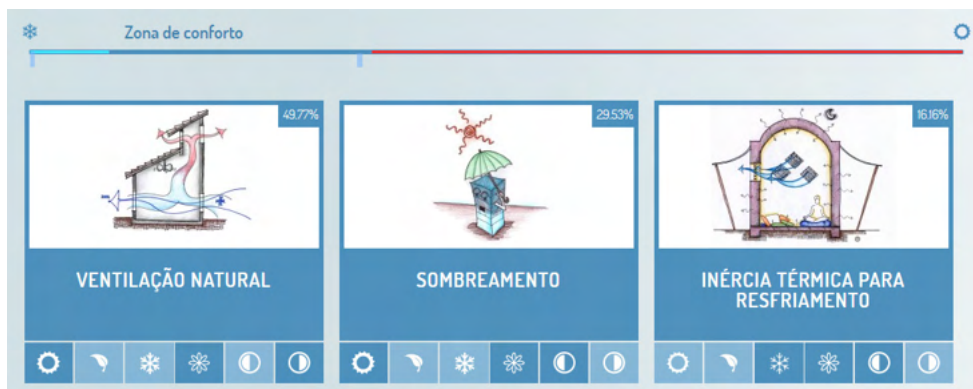 Zona de conforto
49.77%
29.53%
16.16%
VENTILAÇÃO NATURAL
SOMBREAMENTO
INÉRCIA TÉRMICA PARA
RESFRIAMENTO